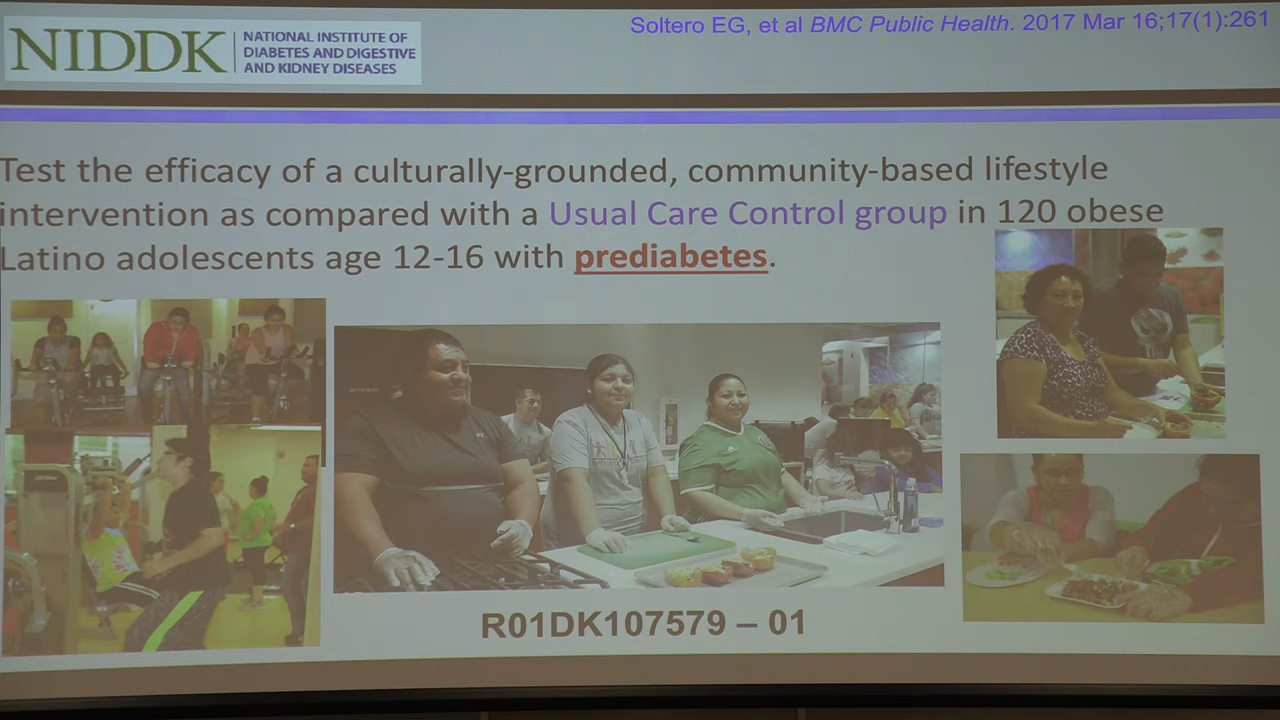 Soltero EG, et al BMC Public Health. 2017 Mar 16;17(1):261
NIDDK
NATIONAL INSTITUTE OF
DIABETES AND DIGESTIVE
AND KIDNEY DISEASES
Test the efficacy of a culturally-grounded, community-based lifestyle
intervention as compared with a Usual Care Control group in 120 obese
Latino adolescents age 12-16 with prediabetes.
R01DK107579 – 01